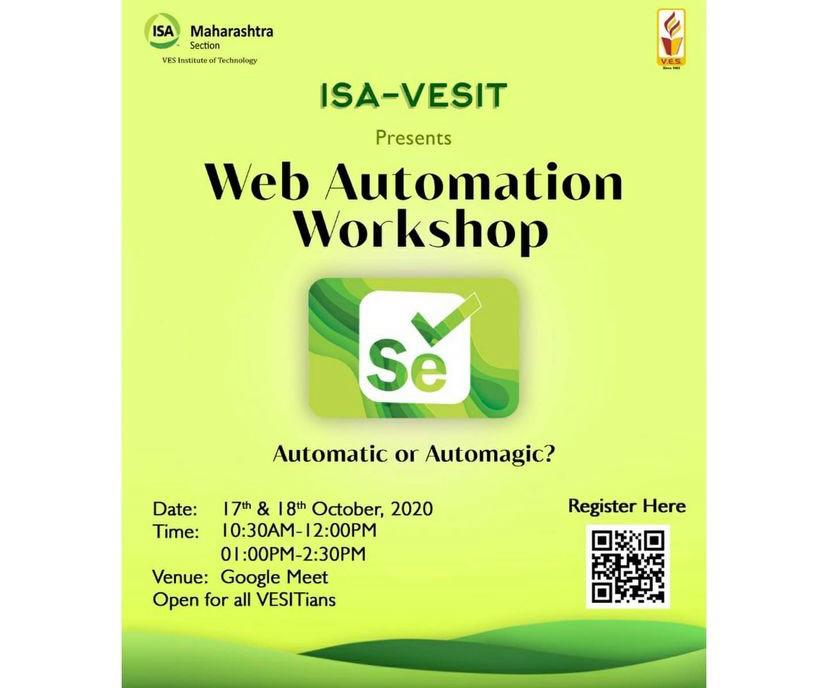 ISA Maharashtra
Section
VES Institute of Technology
V.E.S.
Since 1962
ISA-VESIT
Presents
Web Automation
Workshop
Se
Automatic or Automagic?
Date: 17th & 18th October, 2020
Time: 10:30AM-12:00PM
01:00PM-2:30PM
Venue: Google Meet
Open for all VESITians
Register Here